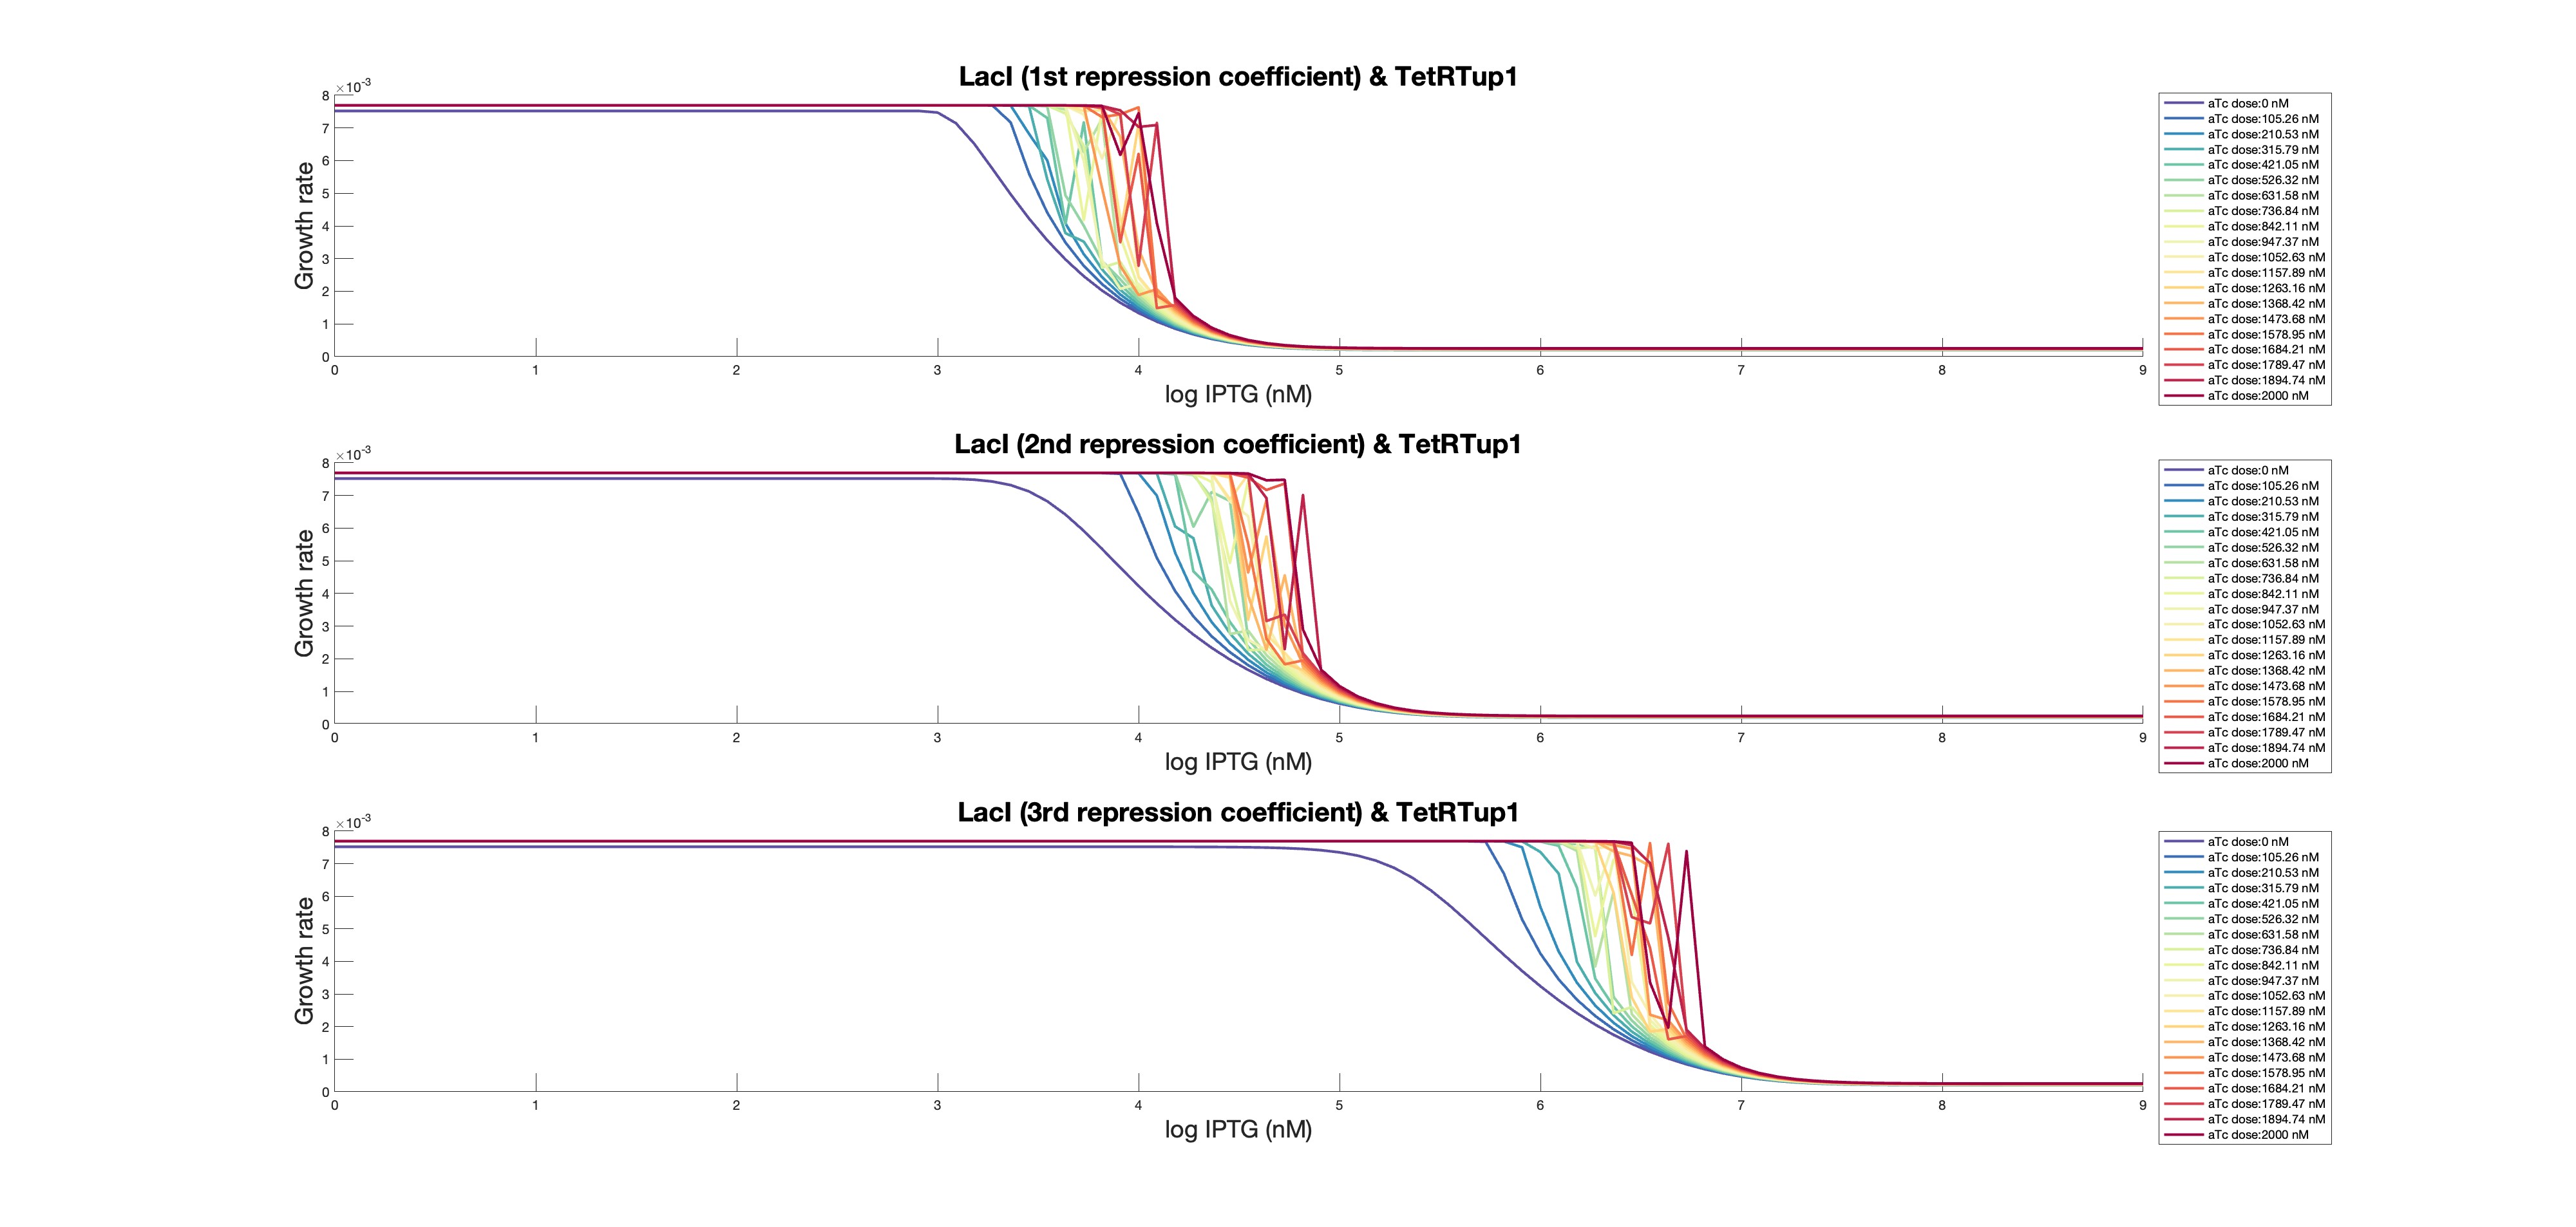 LacI (1st repression coefficient) & TetRTup1
×10-3
8
7
6
5
4
3
2
1
0
Growth rate
0 1 2 3 4 5 6 7 8 9
log IPTG (nM)
aTc dose:0 nM
aTc dose:105.26 nM
aTc dose:210.53 nM
aTc dose:315.79 nM
aTc dose:421.05 nM
aTc dose:526.32 nM
aTc dose:631.58 nM
aTc dose:736.84 nM
aTc dose:842.11 nM
aTc dose:947.37 nM
aTc dose:1052.63 nM
aTc dose:1157.89 nM
aTc dose:1263.16 nM
aTc dose:1368.42 nM
aTc dose:1473.68 nM
aTc dose:1578.95 nM
aTc dose:1684.21 nM
aTc dose:1789.47 nM
aTc dose:1894.74 nM
aTc dose:2000 nM
LacI (2nd repression coefficient) & TetRTup1
×10-3
8
7
6
5
4
3
2
1
0
Growth rate
0 1 2 3 4 5 6 7 8 9
log IPTG (nM)
aTc dose:0 nM
aTc dose:105.26 nM
aTc dose:210.53 nM
aTc dose:315.79 nM
aTc dose:421.05 nM
aTc dose:526.32 nM
aTc dose:631.58 nM
aTc dose:736.84 nM
aTc dose:842.11 nM
aTc dose:947.37 nM
aTc dose:1052.63 nM
aTc dose:1157.89 nM
aTc dose:1263.16 nM
aTc dose:1368.42 nM
aTc dose:1473.68 nM
aTc dose:1578.95 nM
aTc dose:1684.21 nM
aTc dose:1789.47 nM
aTc dose:1894.74 nM
aTc dose:2000 nM
LacI (3rd repression coefficient) & TetRTup1
×10-3
8
7
6
5
4
3
2
1
0
Growth rate
0 1 2 3 4 5 6 7 8 9
log IPTG (nM)
aTc dose:0 nM
aTc dose:105.26 nM
aTc dose:210.53 nM
aTc dose:315.79 nM
aTc dose:421.05 nM
aTc dose:526.32 nM
aTc dose:631.58 nM
aTc dose:736.84 nM
aTc dose:842.11 nM
aTc dose:947.37 nM
aTc dose:1052.63 nM
aTc dose:1157.89 nM
aTc dose:1263.16 nM
aTc dose:1368.42 nM
aTc dose:1473.68 nM
aTc dose:1578.95 nM
aTc dose:1684.21 nM
aTc dose:1789.47 nM
aTc dose:1894.74 nM
aTc dose:2000 nM